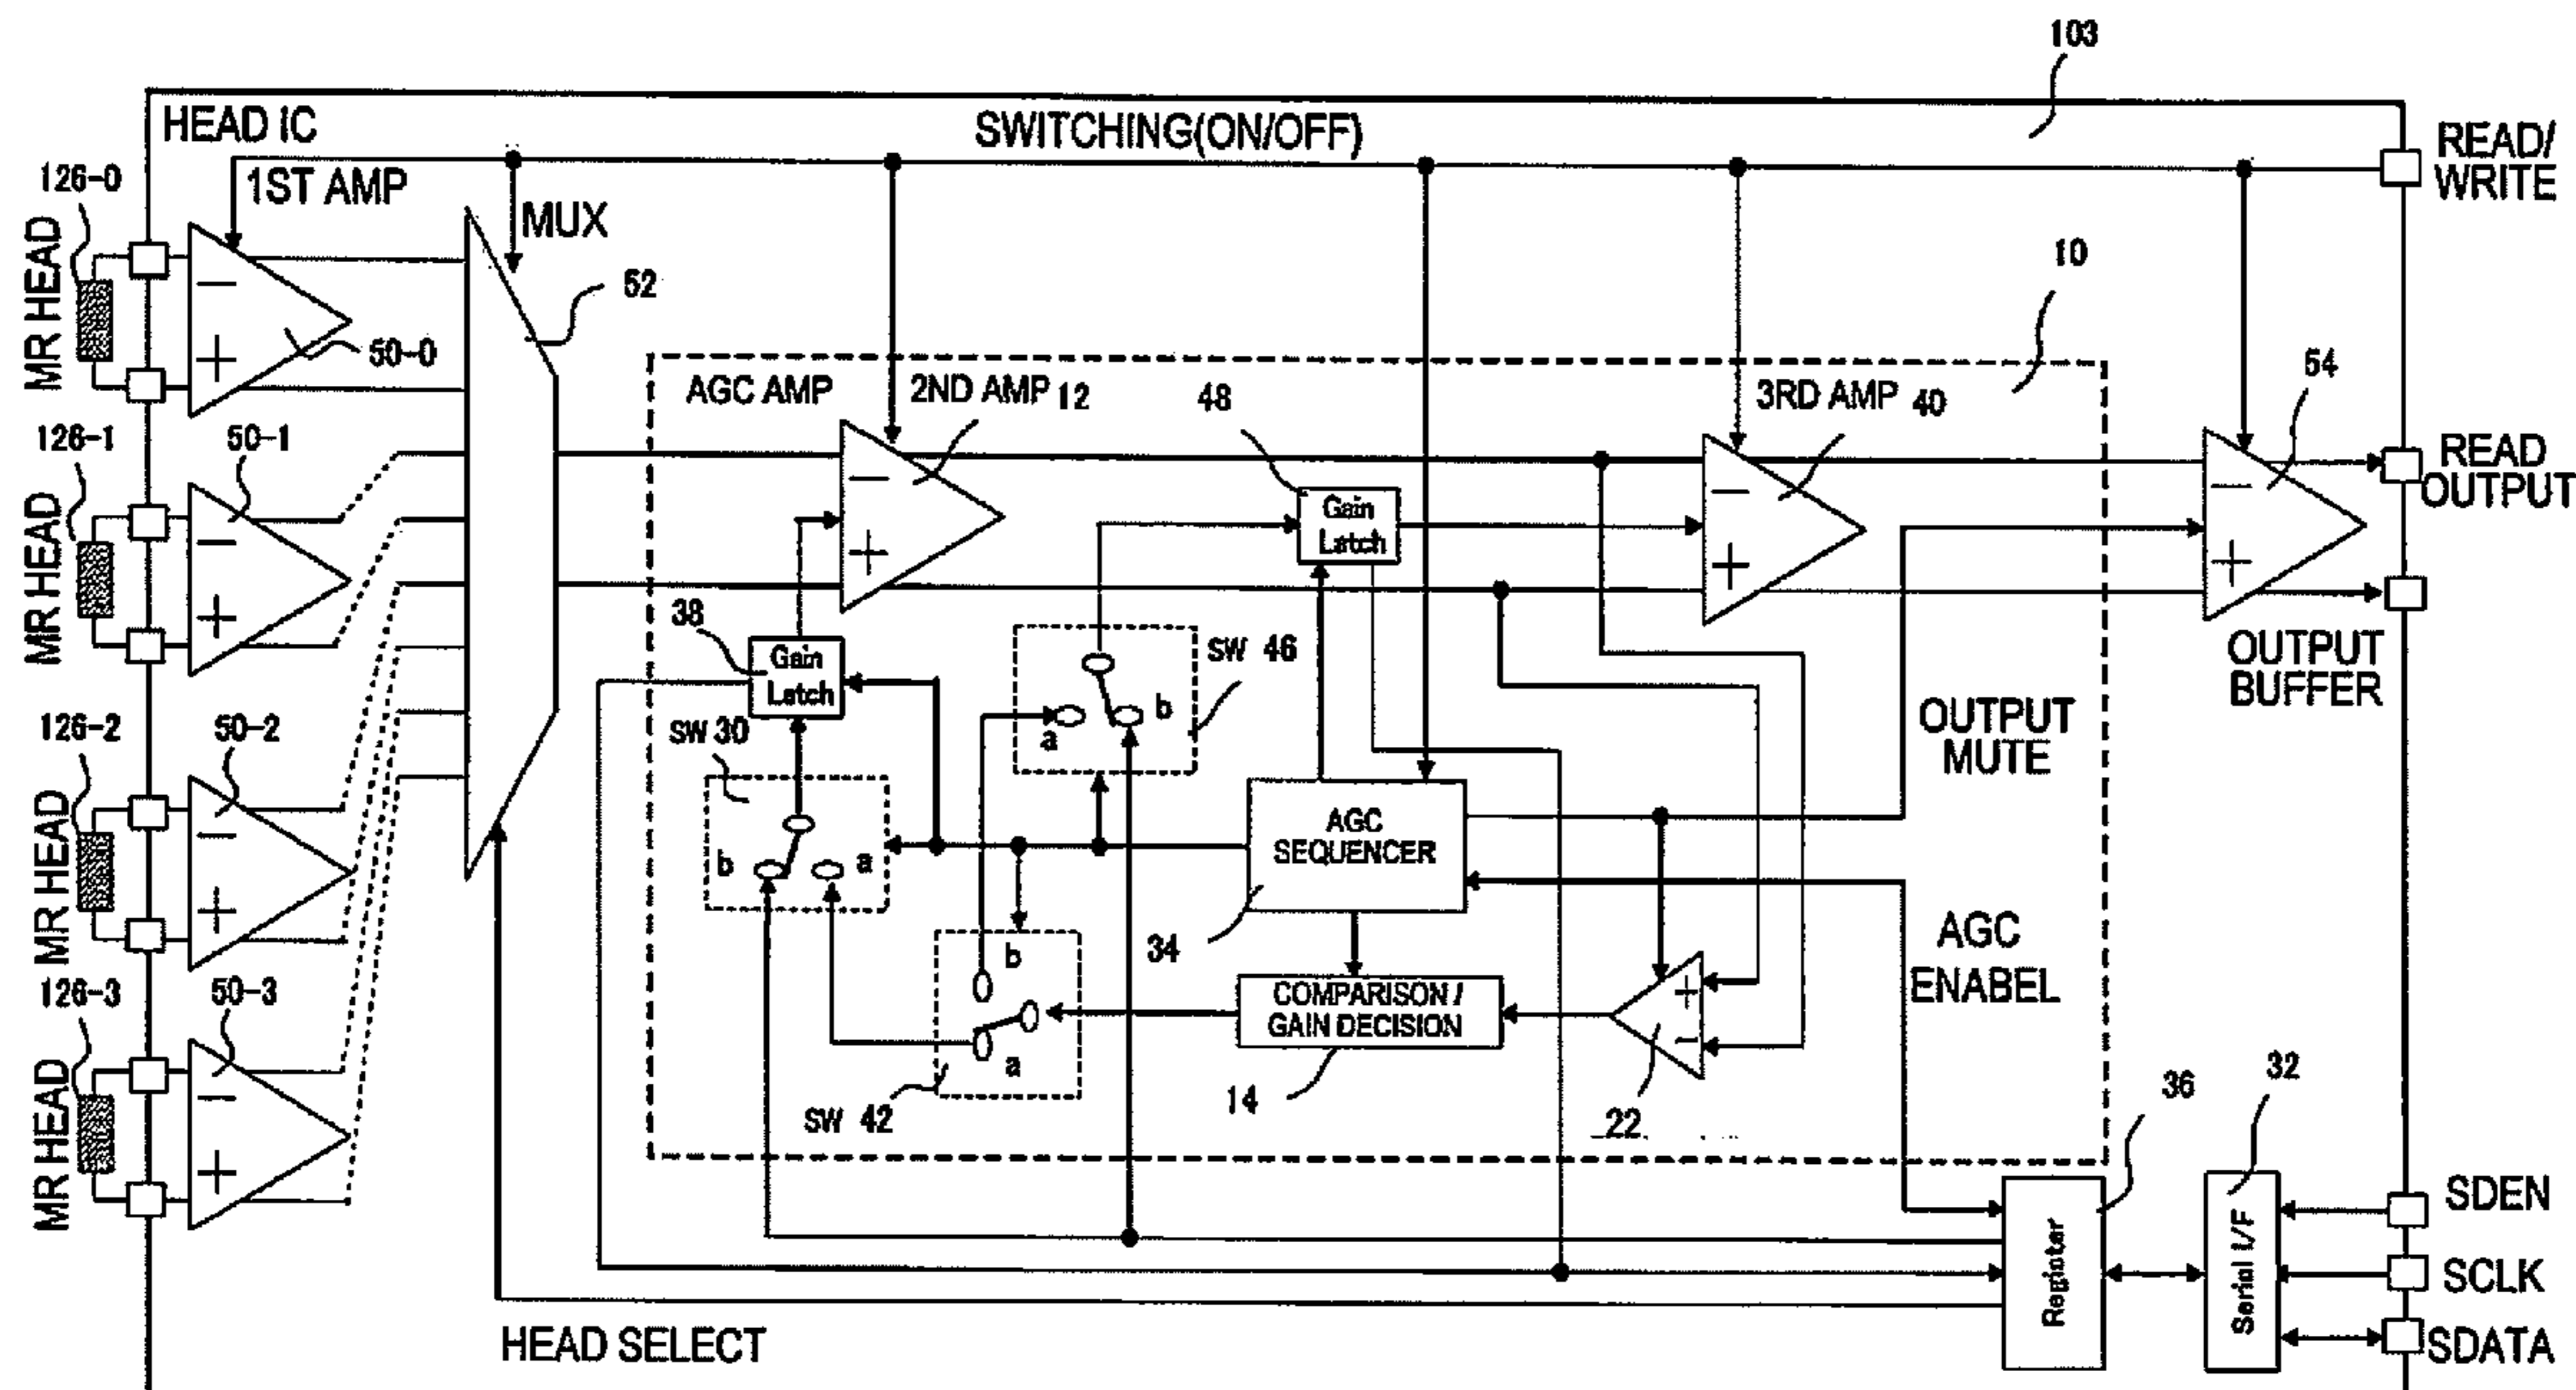 103
HEAD IC
SWITCHING(ON/OFF)
READ/
WRITE
126-0
1ST AMP
MUX
MR HEAD
−
+
50-0
52
10
AGC AMP
2ND AMP 12
48
3RD AMP 40
54
126-1
50-1
MR HEAD
−
+
−
+
Gain
Latch
−
+
−
+
READ
OUTPUT
38
Gain
Latch
SW 46
a
b
OUTPUT
BUFFER
OUTPUT
MUTE
126-2
50-2
MR HEAD
−
+
SW 30
b
a
AGC
SEQUENCER
34
AGC
ENABEL
126-3
50-3
MR HEAD
−
+
b
a
SW 42
COMPARISON /
GAIN DECISION
14
+
−
22
36
32
Register
Serial I/F
SDEN
SCLK
SDATA
HEAD SELECT